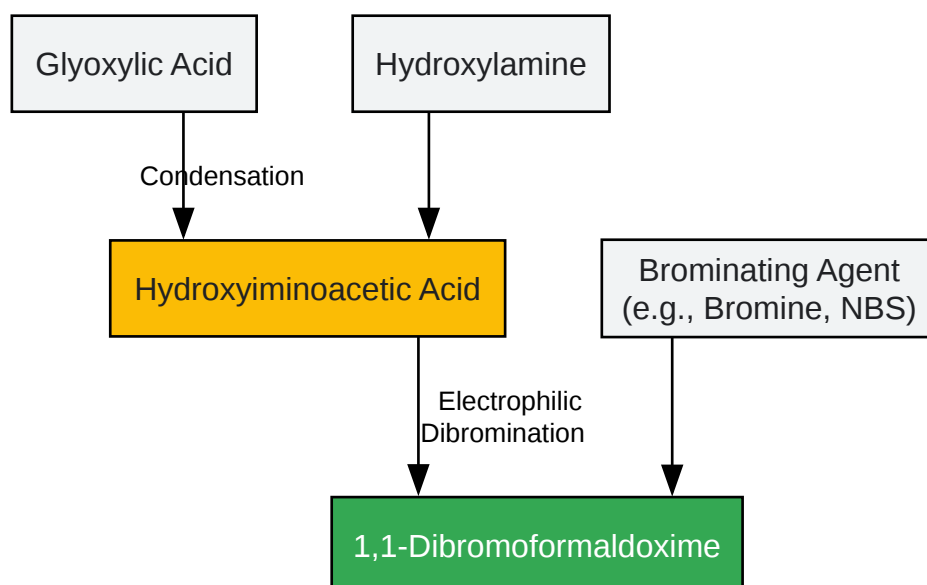 Glyoxylic Acid
Hydroxylamine
Condensation
Hydroxyiminoacetic Acid
Brominating Agent
(e.g., Bromine, NBS)
Electrophilic
Dibromination
1,1-Dibromoformaldoxime